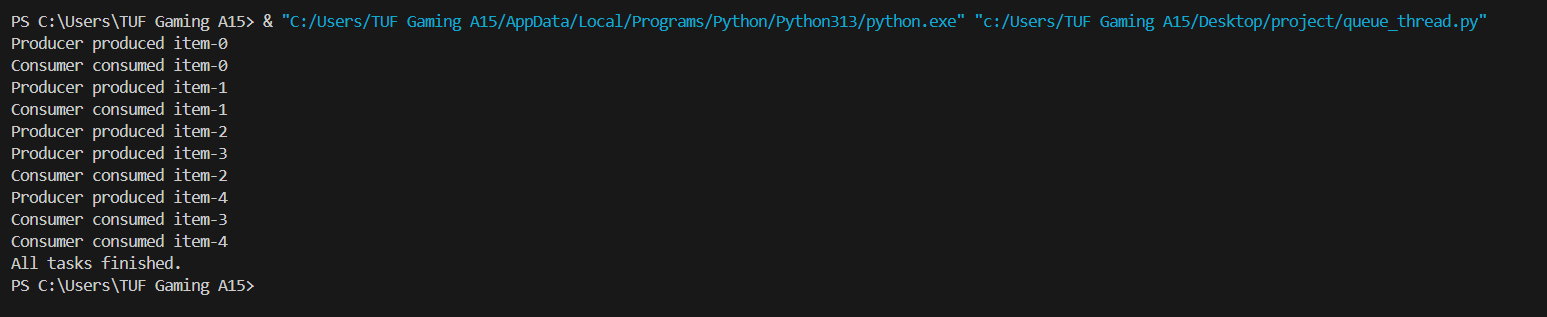 PS C:\Users\TUF Gaming A15> & "C:/Users/TUF Gaming A15/AppData/Local/Programs/Python/Python313/python.exe" "c:/Users/TUF Gaming A15/Desktop/project/queue_thread.py"
Producer produced item-0
Consumer consumed item-0
Producer produced item-1
Consumer consumed item-1
Producer produced item-2
Producer produced item-3
Consumer consumed item-2
Producer produced item-4
Consumer consumed item-3
Consumer consumed item-4
All tasks finished.
PS C:\Users\TUF Gaming A15>